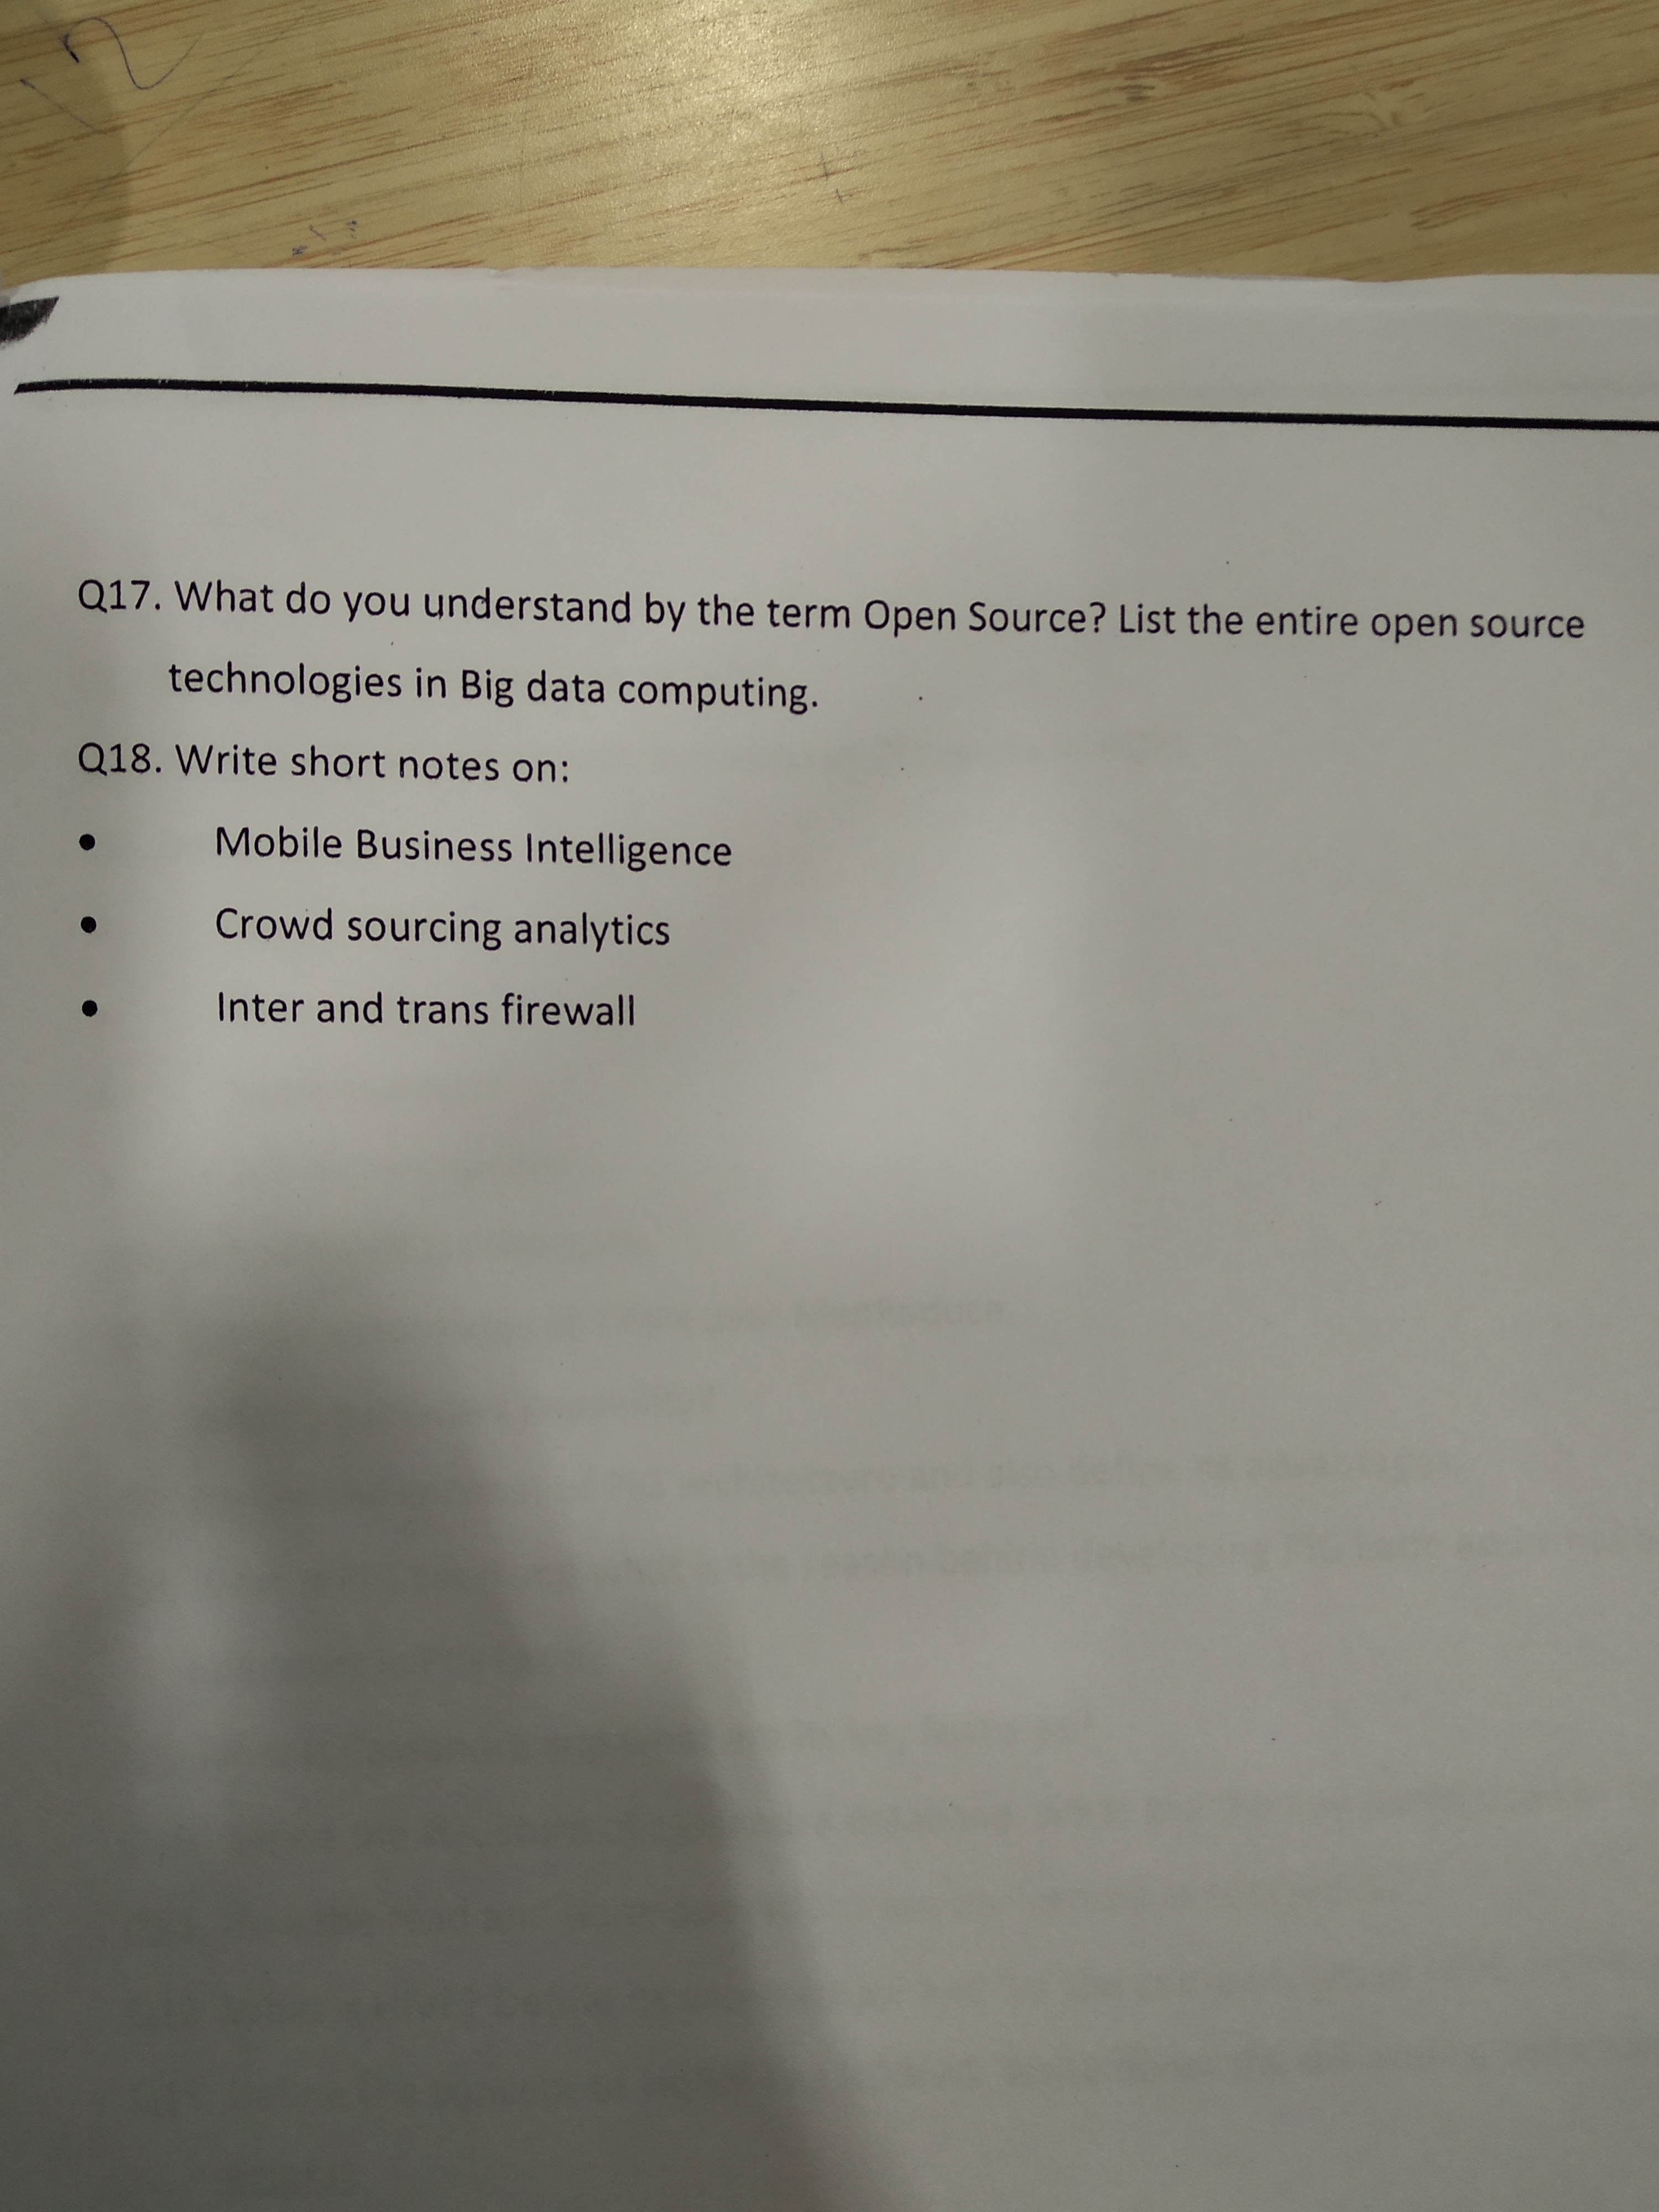 Q17. What do you understand by the term Open Source? List the entire open source
technologies in Big data computing.
Q18. Write short notes on:
• Mobile Business Intelligence
• Crowd sourcing analytics
• Inter and trans firewall